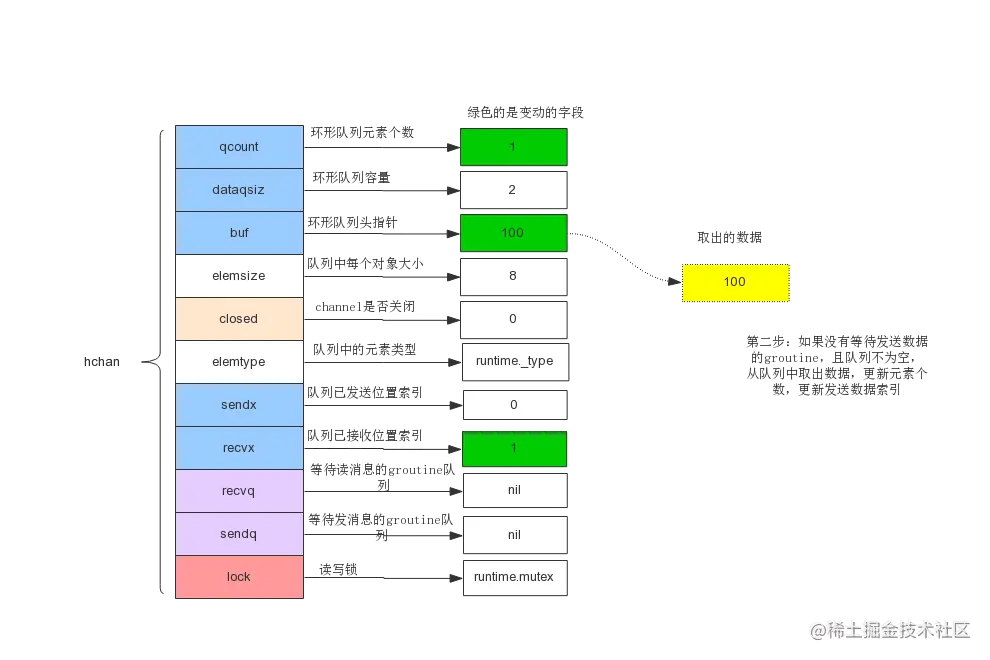 绿色的是变动的字段
qcount
环形队列元素个数
1
dataqsiz
环形队列容量
2
buf
环形队列头指针
100
取出的数据
100
elemsize
队列中每个对象大小
8
closed
channel是否关闭
0
hchan
elemtype
队列中的元素类型
runtime._type
第二步：如果没有等待发送数据
的groutine，且队列不为空，
从队列中取出数据，更新元素个
数，更新发送数据索引
sendx
队列已发送位置索引
0
recvx
队列已接收位置索引
1
recvq
等待读消息的groutine队
列
nil
sendq
等待发消息的groutine队
列
nil
lock
读写锁
runtime.mutex
@稀土掘金技术社区